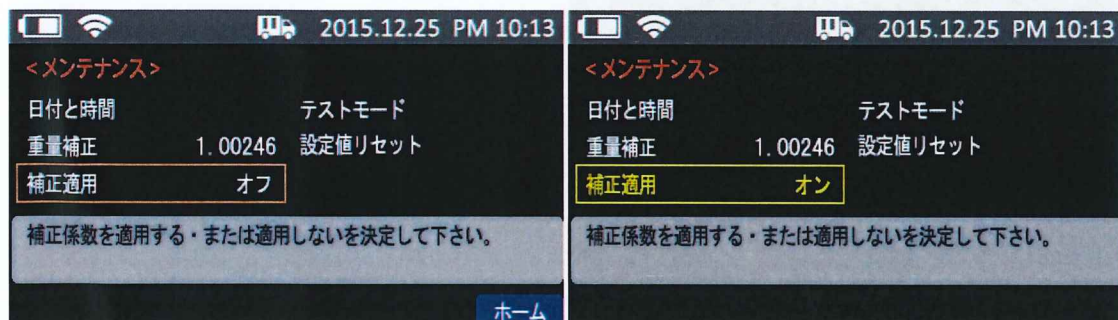 2015.12.25 PM 10:13
<メンテナンス>
日付と時間 テストモード
重量補正 1.00246 設定値リセット
補正適用 オフ
補正係数を適用する・または適用しないを決定して下さい。
ホーム
2015.12.25 PM 10:13
<メンテナンス>
日付と時間 テストモード
重量補正 1.00246 設定値リセット
補正適用 オン
補正係数を適用する・または適用しないを決定して下さい。